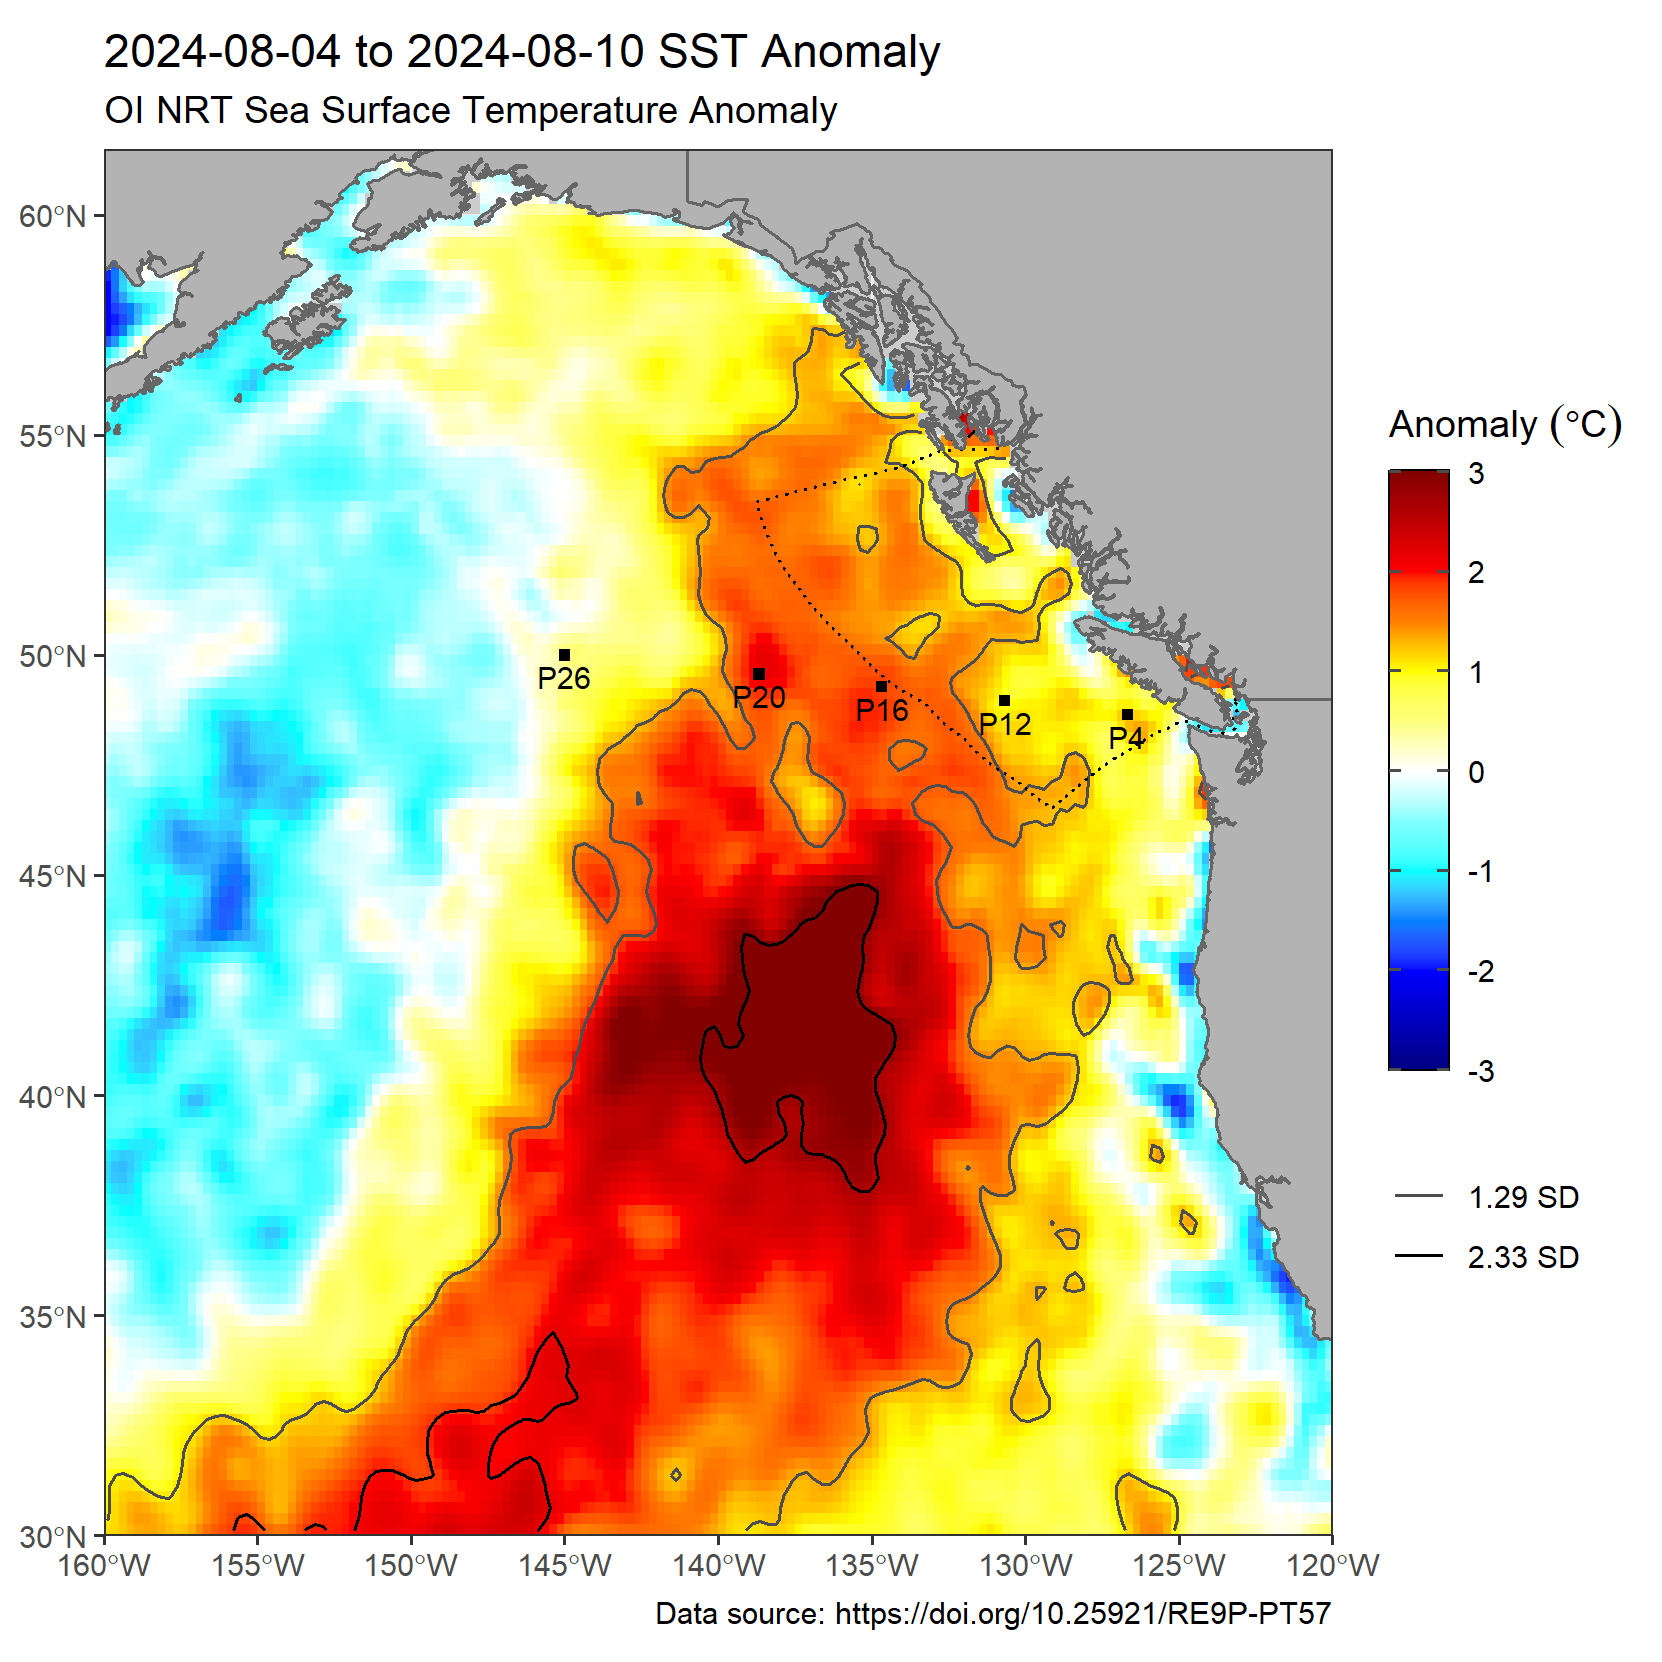 2024-08-04 to 2024-08-10 SST Anomaly
OI NRT Sea Surface Temperature Anomaly
60°N
55°N
50°N
45°N
40°N
35°N
30°N
P26
P20
P16
P12
P4
160°W
155°W
150°W
145°W
140°W
135°W
130°W
125°W
120°W
Anomaly (°C)
3
2
1
0
-1
-2
-3
1.29 SD
2.33 SD
Data source: https://doi.org/10.25921/RE9P-PT57